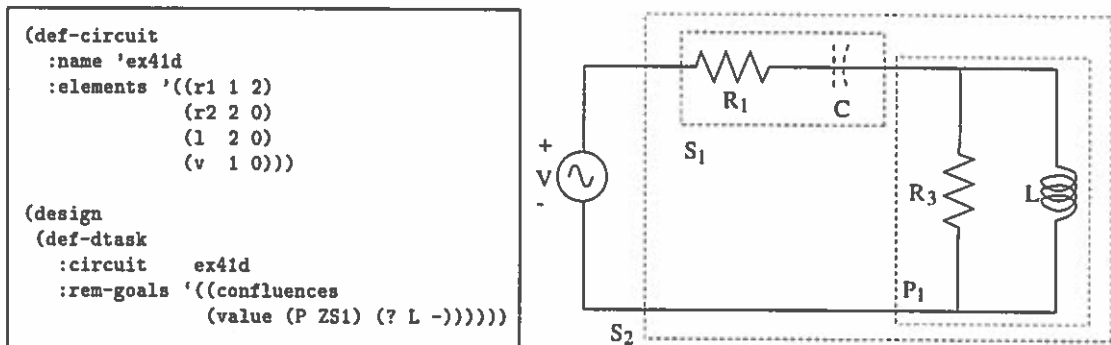 (def-circuit
:name 'ex41d
:elements '((r1 1 2)
(r2 2 0)
(l 2 0)
(v 1 0)))
(design
(def-dtask
:circuit ex41d
:rem-goals '((confluences
(value (P ZS1) (? L -))))))
R1
C
S1
+
V
-
R3
L
P1
S2